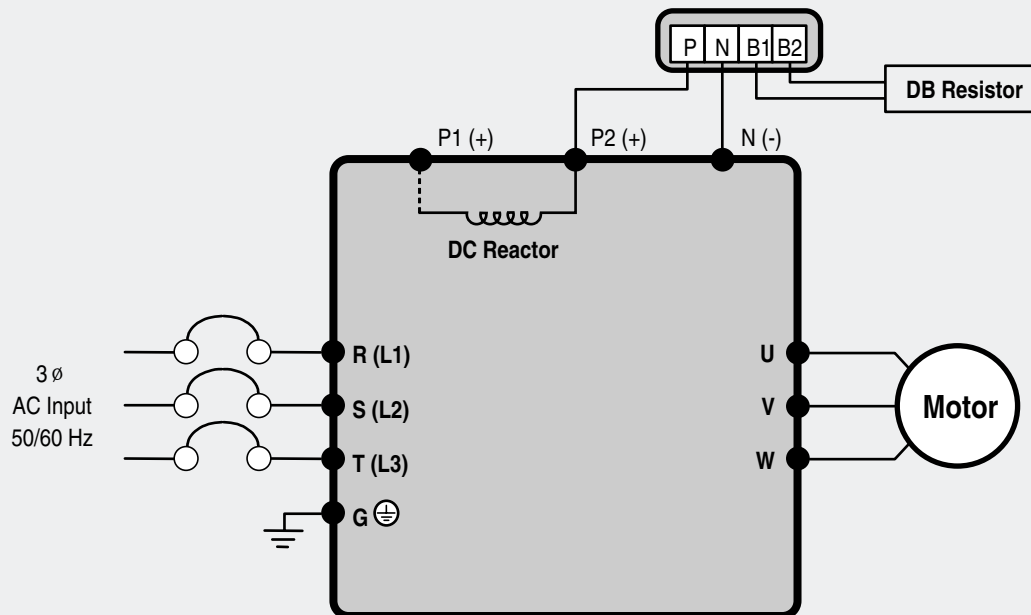 P N B1 B2
DB Resistor
P1 (+)
P2 (+)
N (-)
DC Reactor
3 ø
AC Input
50/60 Hz
R (L1)
S (L2)
T (L3)
G
U
V
W
Motor